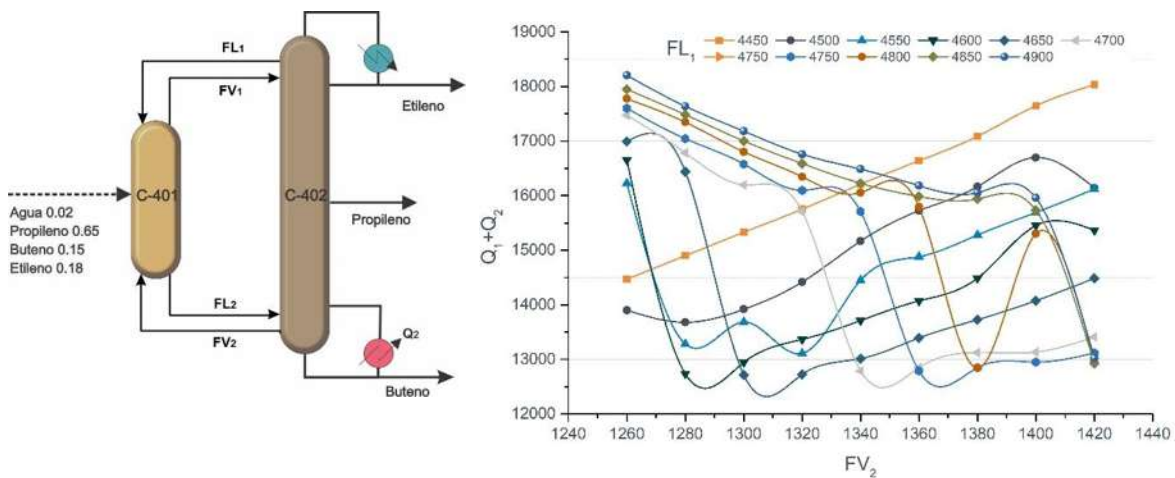 FL1
FV1
Etileno
C-401
C-402
Agua 0.02
Propileno 0.65
Buteno 0.15
Etileno 0.18
Propileno
FL2
FV2
Q2
Buteno
19000
18000
17000
16000
15000
14000
13000
12000
Q1+Q2
FL1
4450 4500 4550 4600 4650 4700
4750 4750 4800 4850 4900
1240 1260 1280 1300 1320 1340 1360 1380 1400 1420 1440
FV2